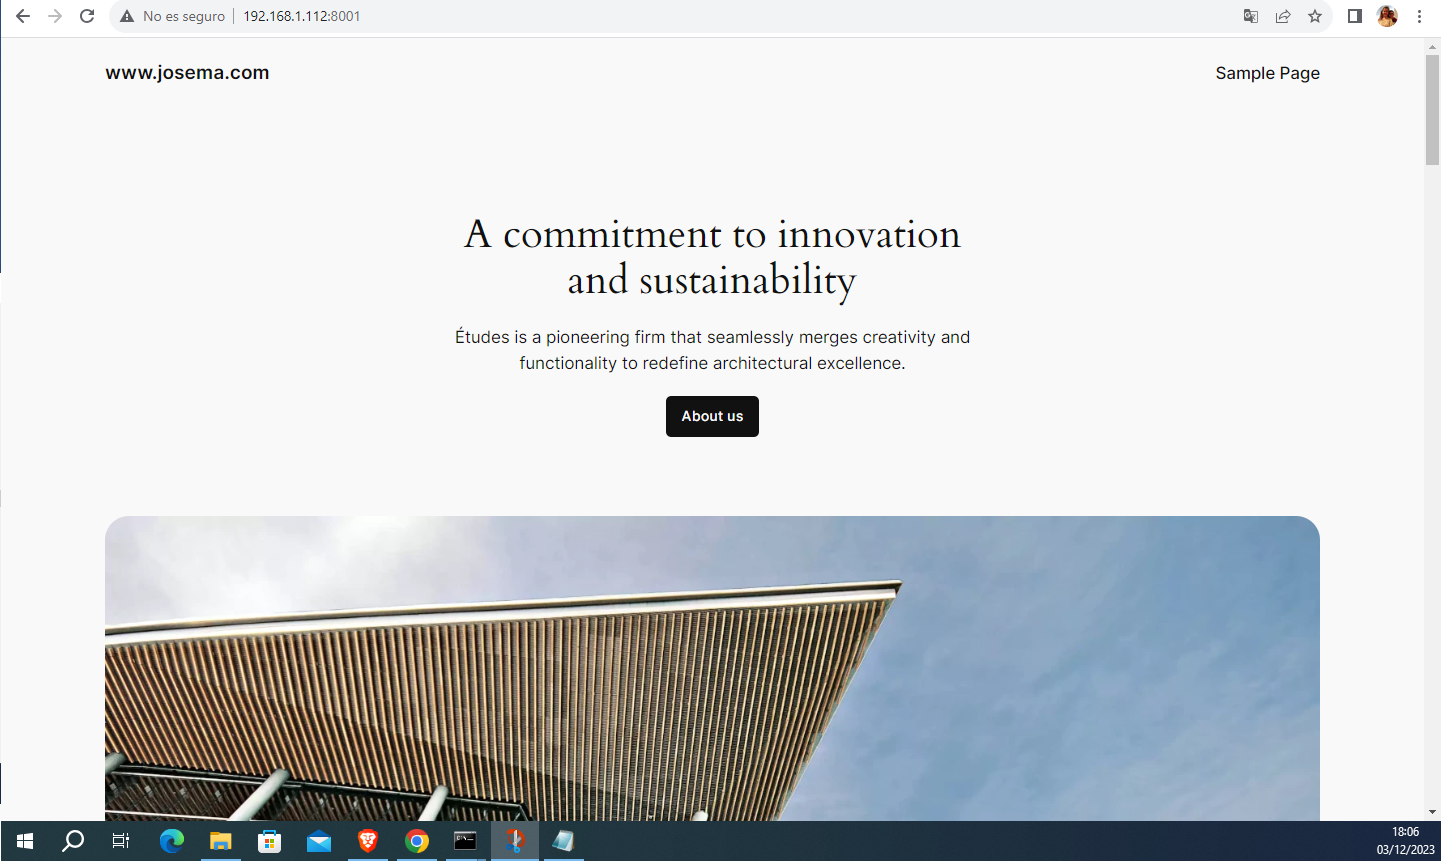 No es seguro
192.168.1.112:8001
www.josema.com
Sample Page
A commitment to innovation
and sustainability
Études is a pioneering firm that seamlessly merges creativity and
functionality to redefine architectural excellence.
About us
18:06
03/12/2023